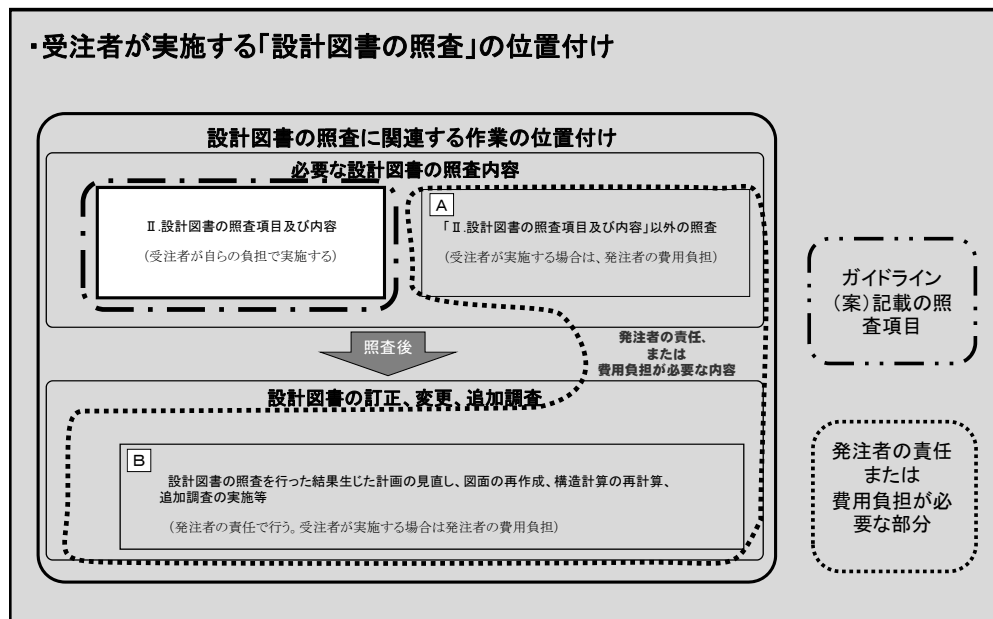 ・受注者が実施する「設計図書の照査」の位置付け
設計図書の照査に関連する作業の位置付け
必要な設計図書の照査内容
Ⅱ.設計図書の照査項目及び内容
(受注者が自らの負担で実施する)
A
「Ⅱ.設計図書の照査項目及び内容」以外の照査
(受注者が実施する場合は、発注者の費用負担)
照査後
発注者の責任、
または
費用負担が必要な内容
設計図書の訂正、変更、追加調査
B
設計図書の照査を行った結果生じた計画の見直し、図面の再作成、構造計算の再計算、
追加調査の実施等
(発注者の責任で行う。受注者が実施する場合は発注者の費用負担)
ガイドライン
(案)記載の照
査項目
発注者の責任
または
費用負担が必
要な部分